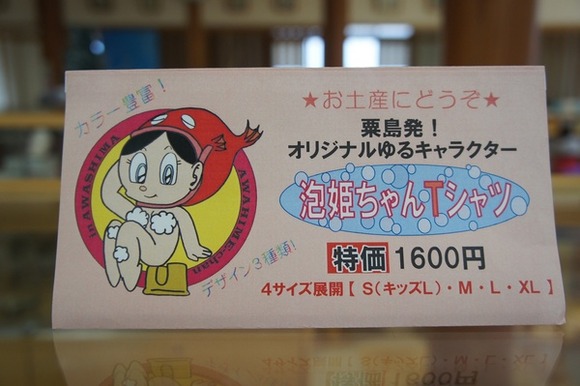 カラー豊富!
inAWASHIMA
AWAHIMEchan
デザイン3種類!
★お土産にどうぞ★
粟島発!
オリジナルゆるキャラクター
泡姫ちゃんTシャツ
特価 1600円
4サイズ展開【 S(キッズL)・M・L・XL 】